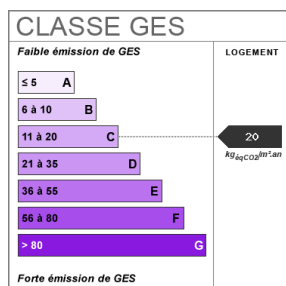 CLASSE GES
Faible émission de GES
LOGEMENT
≤ 5 A
6 à 10 B
11 à 20 C
20
kgéqCO2/m².an
21 à 35 D
36 à 55 E
56 à 80 F
> 80 G
Forte émission de GES